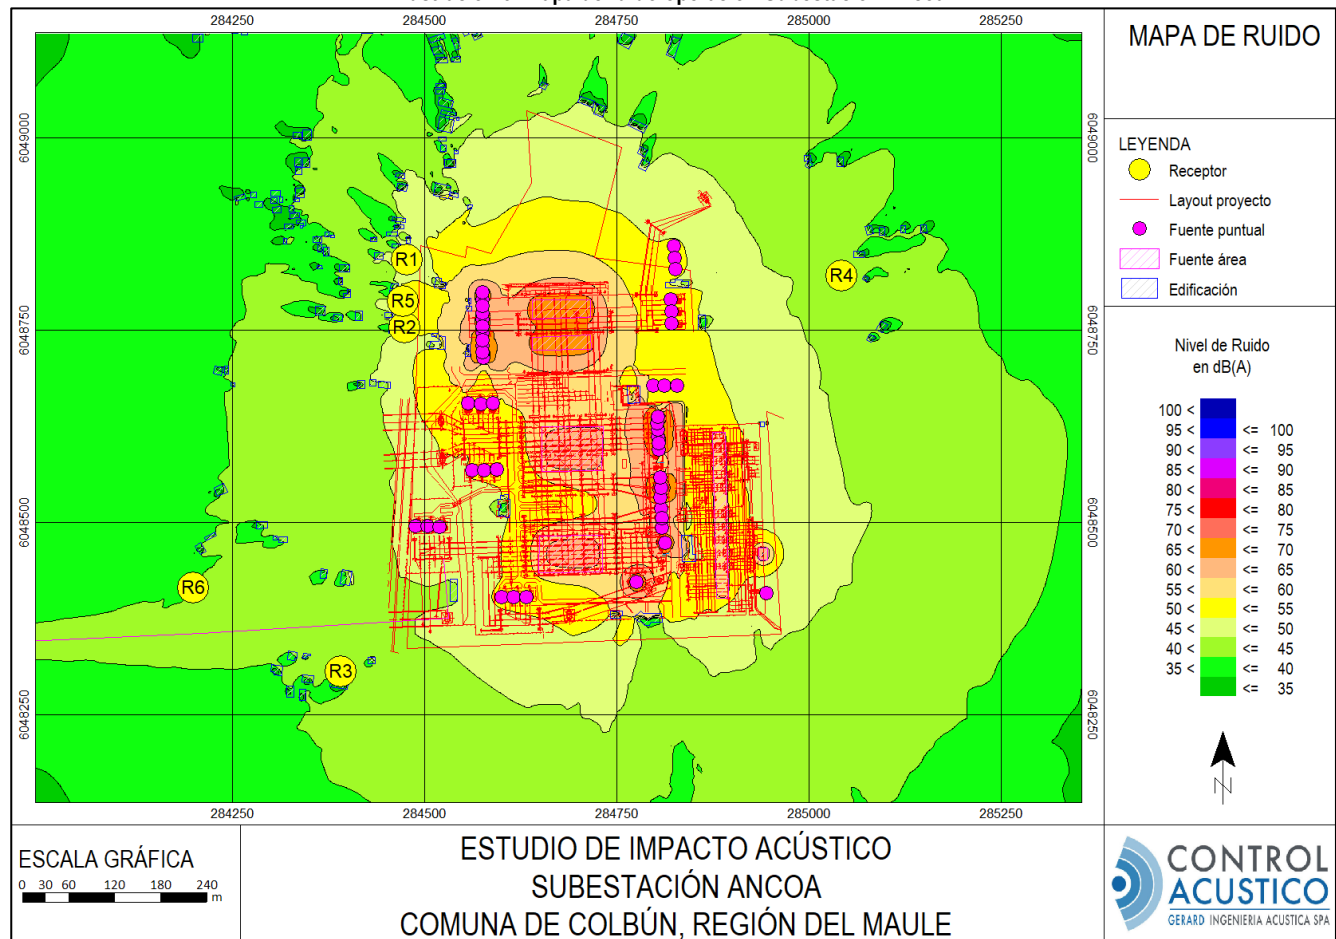 284250 284500 284750 285000 285250
MAPA DE RUIDO
6049000 6049000
6048750 6048750
6048500 6048500
6048250 6048250
R1
R5
R2
R4
R6
R3
LEYENDA
Receptor
Layout proyecto
Fuente puntual
Fuente área
Edificación
Nivel de Ruido
en dB(A)
100 <
95 < <= 100
90 < <= 95
85 < <= 90
80 < <= 85
75 < <= 80
70 < <= 75
65 < <= 70
60 < <= 65
55 < <= 60
50 < <= 55
45 < <= 50
40 < <= 45
35 < <= 40
<= 35
N
284250 284500 284750 285000 285250
ESCALA GRÁFICA
0 30 60 120 180 240
m
ESTUDIO DE IMPACTO ACÚSTICO
SUBESTACIÓN ANCOA
COMUNA DE COLBÚN, REGIÓN DEL MAULE
CONTROL
ACUSTICO
GERARD INGENIERIA ACUSTICA SPA